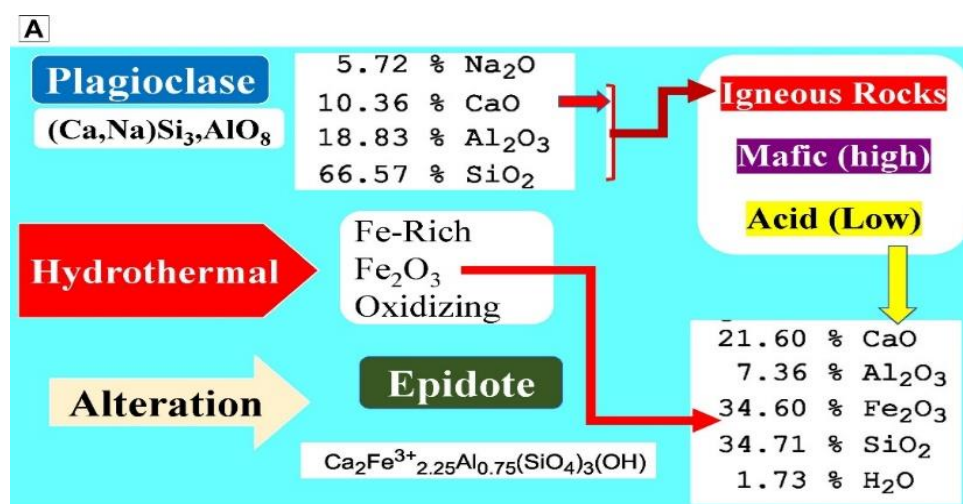 A
Plagioclase
(Ca,Na)Si₃,AlO₈
5.72 % Na₂O
10.36 % CaO
18.83 % Al₂O₃
66.57 % SiO₂
Igneous Rocks
Mafic (high)
Acid (Low)
Hydrothermal
Fe-Rich
Fe₂O₃
Oxidizing
Alteration
Epidote
Ca₂Fe³⁺₂.₂₅Al₀.₇₅(SiO₄)₃(OH)
21.60 % CaO
7.36 % Al₂O₃
34.60 % Fe₂O₃
34.71 % SiO₂
1.73 % H₂O